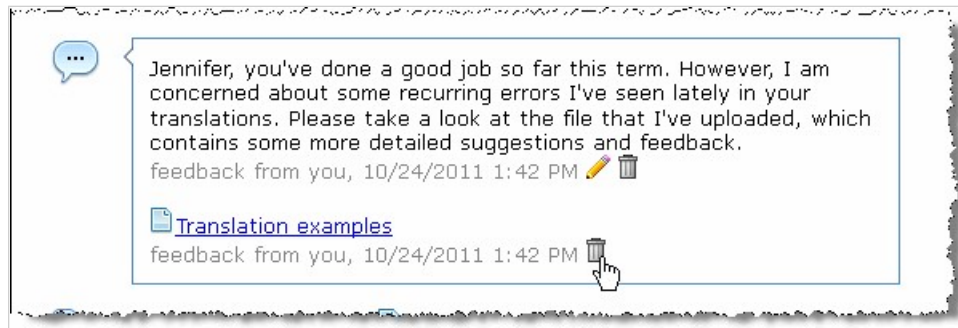 Jennifer, you've done a good job so far this term. However, I am
concerned about some recurring errors I've seen lately in your
translations. Please take a look at the file that I've uploaded, which
contains some more detailed suggestions and feedback.
feedback from you, 10/24/2011 1:42 PM
Translation examples
feedback from you, 10/24/2011 1:42 PM